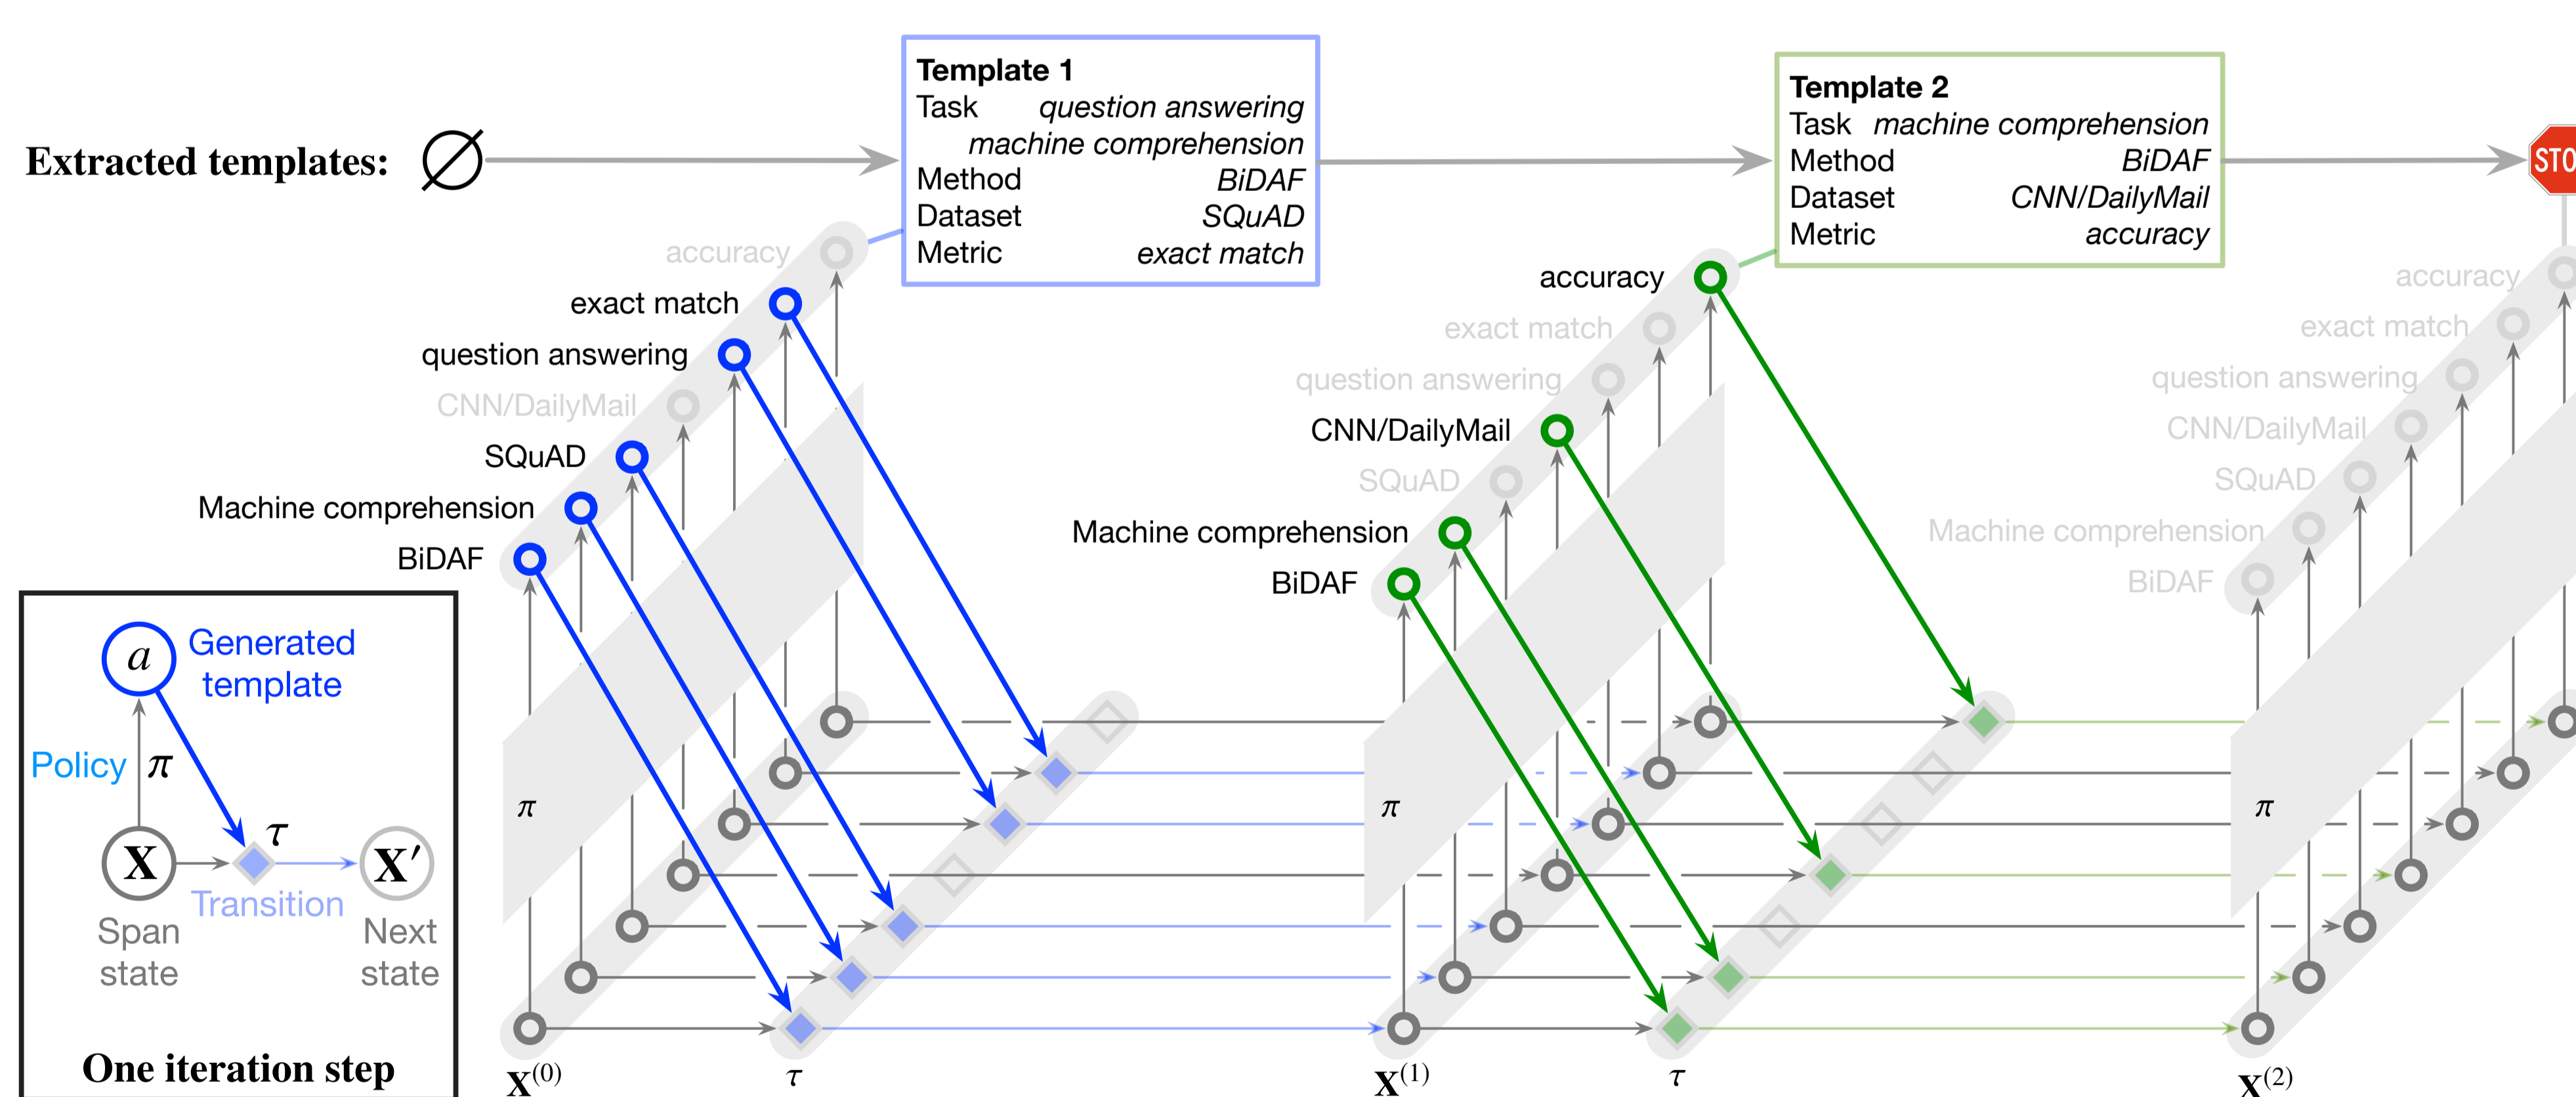 Extracted templates:
Template 1
Task question answering
machine comprehension
Method BiDAF
Dataset SQuAD
Metric exact match
Template 2
Task machine comprehension
Method BiDAF
Dataset CNN/DailyMail
Metric accuracy
STO
accuracy
exact match
question answering
CNN/DailyMail
SQuAD
Machine comprehension
BiDAF
π
X(0)
τ
accuracy
exact match
question answering
CNN/DailyMail
SQuAD
Machine comprehension
BiDAF
π
X(1)
τ
accuracy
exact match
question answering
CNN/DailyMail
SQuAD
Machine comprehension
BiDAF
π
X(2)
a
Generated
template
Policy π
τ
X
X′
Transition
Span
state
Next
state
One iteration step